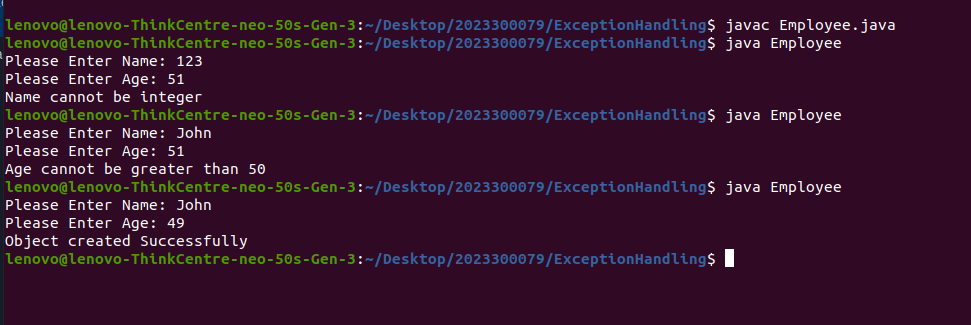 lenovo@lenovo-ThinkCentre-neo-50s-Gen-3:~/Desktop/2023300079/ExceptionHandling$ javac Employee.java
lenovo@lenovo-ThinkCentre-neo-50s-Gen-3:~/Desktop/2023300079/ExceptionHandling$ java Employee
Please Enter Name: 123
Please Enter Age: 51
Name cannot be integer
lenovo@lenovo-ThinkCentre-neo-50s-Gen-3:~/Desktop/2023300079/ExceptionHandling$ java Employee
Please Enter Name: John
Please Enter Age: 51
Age cannot be greater than 50
lenovo@lenovo-ThinkCentre-neo-50s-Gen-3:~/Desktop/2023300079/ExceptionHandling$ java Employee
Please Enter Name: John
Please Enter Age: 49
Object created Successfully
lenovo@lenovo-ThinkCentre-neo-50s-Gen-3:~/Desktop/2023300079/ExceptionHandling$